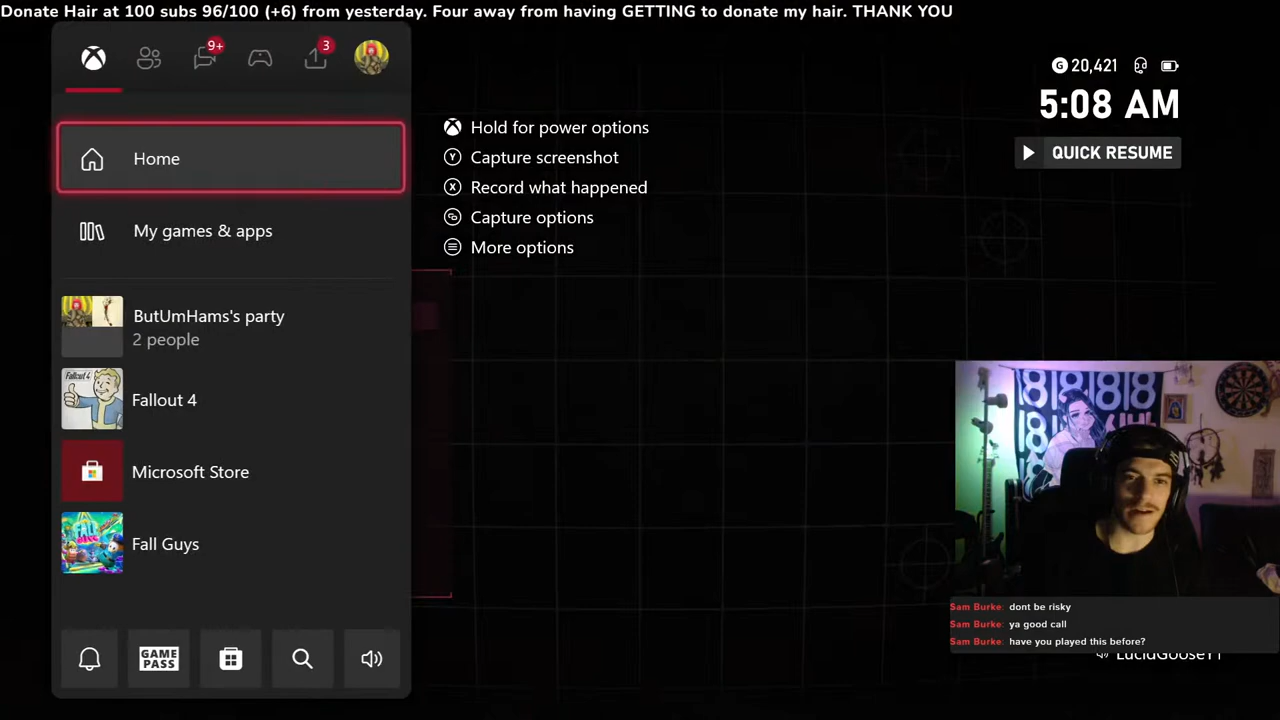 Donate Hair at 100 subs 96/100 (+6) from yesterday. Four away from having GETTING to donate my hair. THANK YOU
9+
3
Home
My games & apps
ButUmHams's party
2 people
Fallout 4
Microsoft Store
Fall Guys
GAME
PASS
Hold for power options
Y Capture screenshot
X Record what happened
Capture options
More options
G 20,421
5:08 AM
QUICK RESUME
Sam Burke: dont be risky
Sam Burke: ya good call
Sam Burke: have you played this before?